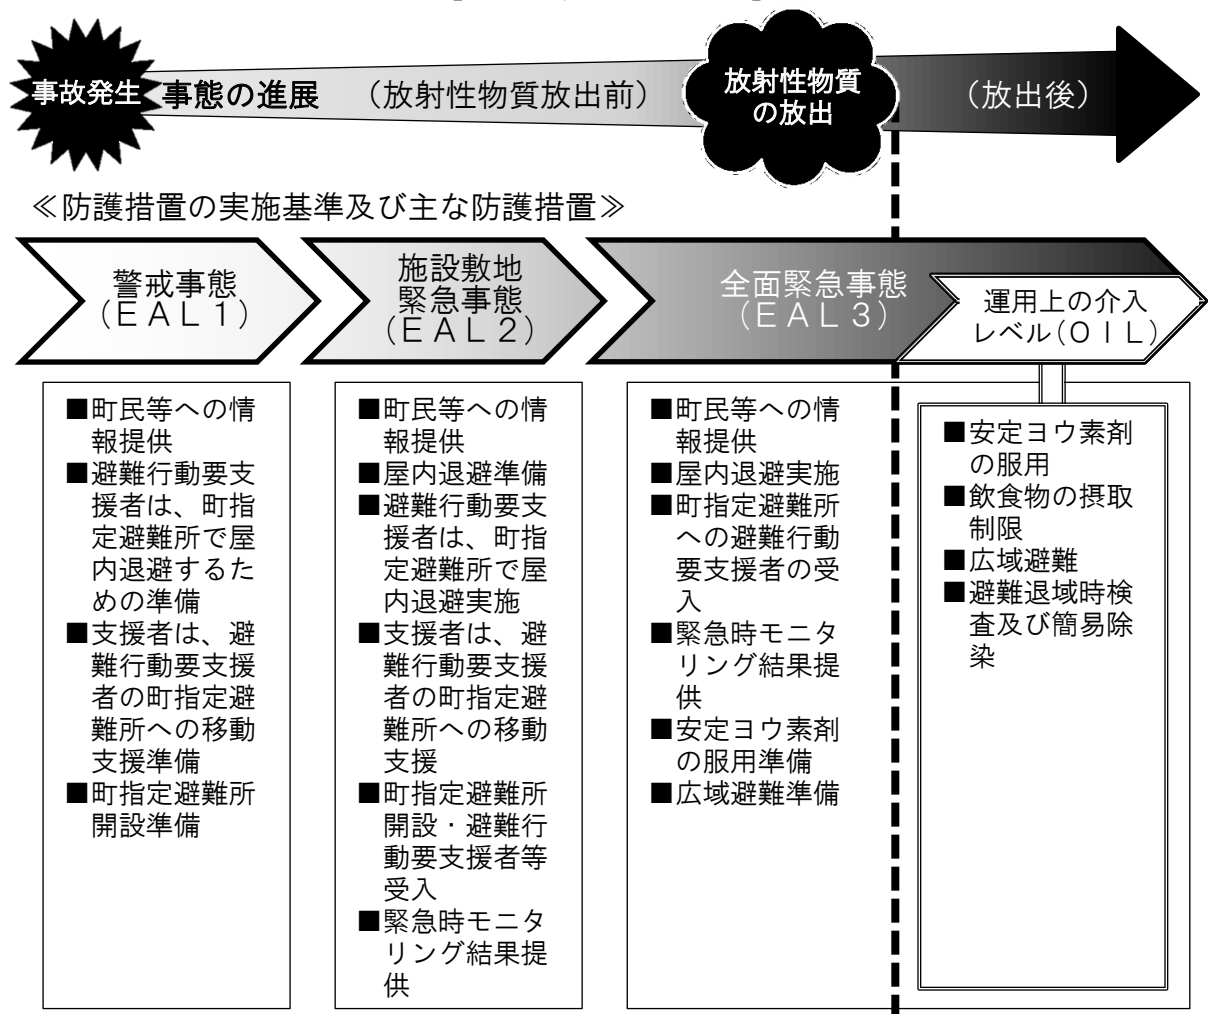 事故発生 事態の進展 （放射性物質放出前） 放射性物質 （放出後）
の放出
≪防護措置の実施基準及び主な防護措置≫
警戒事態
（ＥＡＬ１）
施設敷地
緊急事態
（ＥＡＬ２）
全面緊急事態
（ＥＡＬ３）
運用上の介入
レベル（ＯＩＬ）
■町民等への情
報提供
■避難行動要支
援者は、町指
定避難所で屋
内退避するた
めの準備
■支援者は、避
難行動要支援
者の町指定避
難所への移動
支援準備
■町指定避難所
開設準備
■町民等への情
報提供
■屋内退避準備
■避難行動要支
援者は、町指
定避難所で屋
内退避実施
■支援者は、避
難行動要支援
者の町指定避
難所への移動
支援
■町指定避難所
開設・避難行
動要支援者等
受入
■緊急時モニタ
リング結果提
供
■町民等への情
報提供
■屋内退避実施
■町指定避難所
への避難行動
要支援者の受
入
■緊急時モニタ
リング結果提
供
■安定ヨウ素剤
の服用準備
■広域避難準備
■安定ヨウ素剤
の服用
■飲食物の摂取
制限
■広域避難
■避難退域時検
査及び簡易除
染